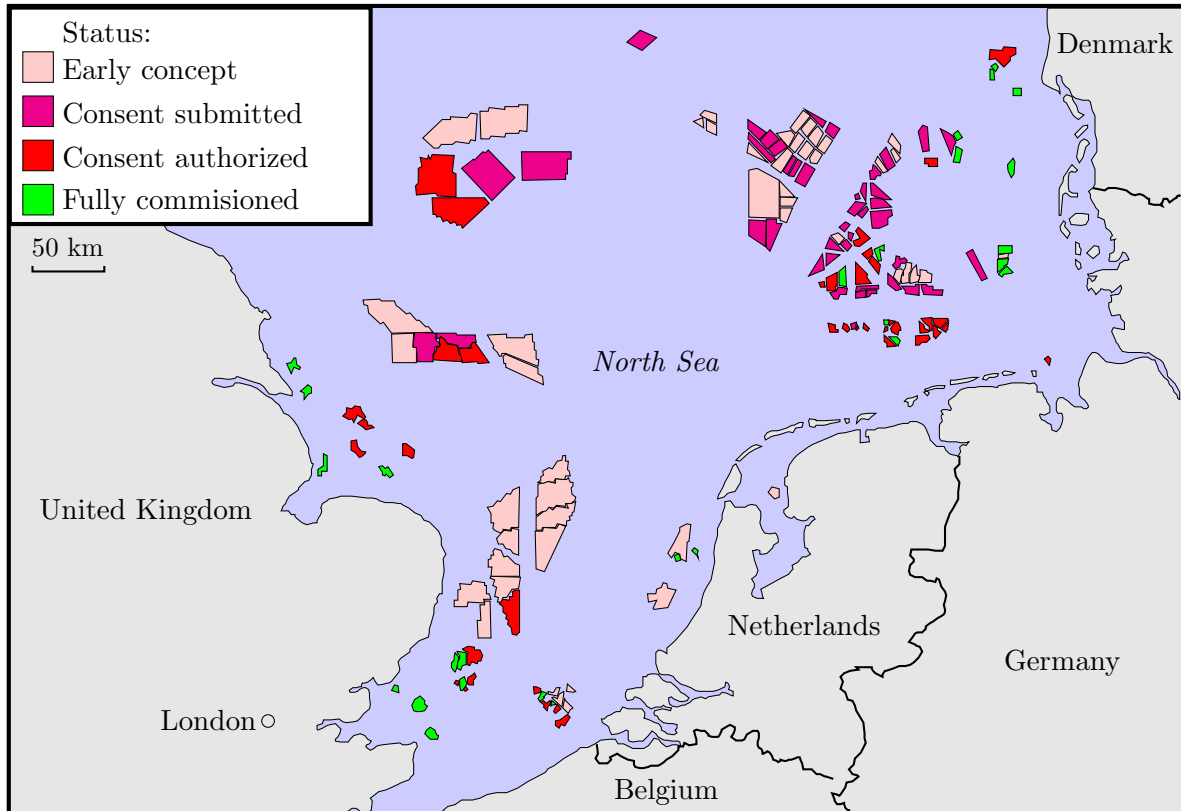 Status:
Early concept
Consent submitted
Consent authorized
Fully commisioned
50 km
Denmark
North Sea
United Kingdom
Netherlands
Germany
London
Belgium